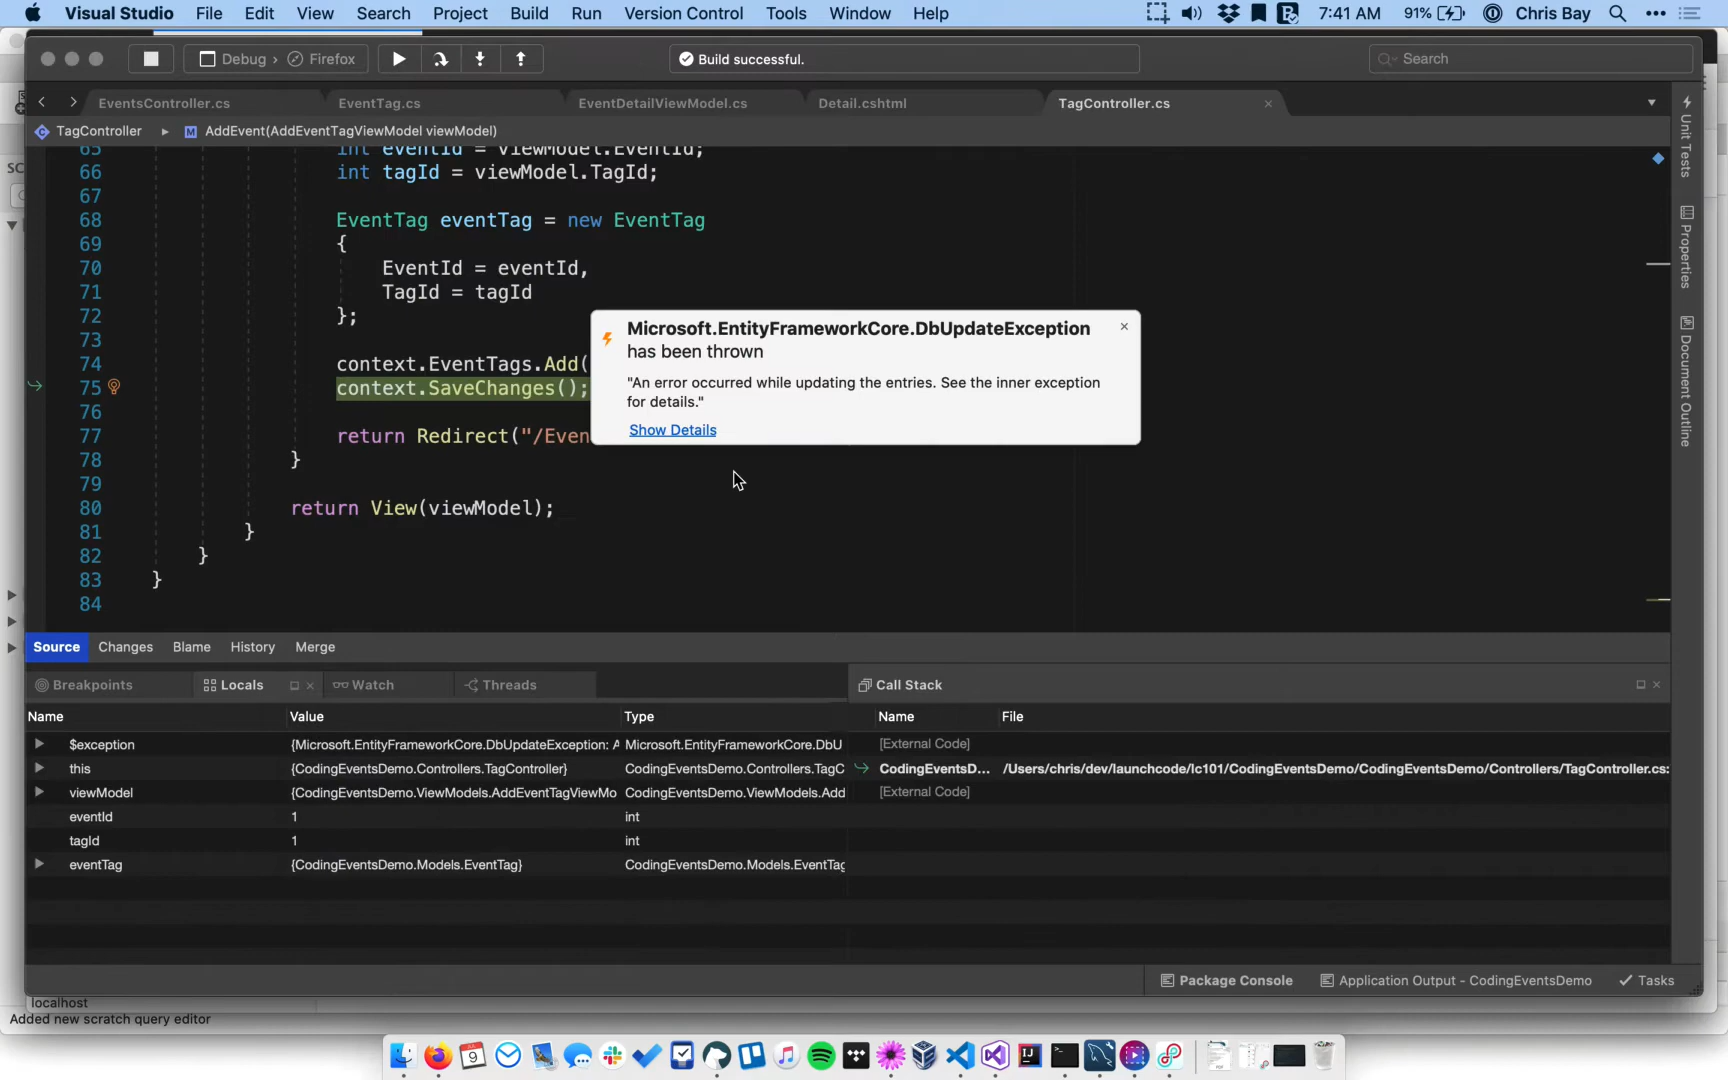 Visual Studio File Edit View Search Project Build Run Version Control Tools Window Help 7:41 AM 91% Chris Bay
Debug › Firefox
Build successful.
Search
EventsController.cs EventTag.cs EventDetailViewModel.cs Detail.cshtml TagController.cs
TagController AddEvent(AddEventTagViewModel viewModel)
65 int eventId = viewModel.EventId;
66 int tagId = viewModel.TagId;
67
68 EventTag eventTag = new EventTag
69 {
70 EventId = eventId,
71 TagId = tagId
72 };
73
74 context.EventTags.Add(
75 context.SaveChanges();
76
77 return Redirect("/Even
78 }
79
80 return View(viewModel);
81 }
82 }
83 }
84
Microsoft.EntityFrameworkCore.DbUpdateException
has been thrown
"An error occurred while updating the entries. See the inner exception
for details."
Show Details
Unit Tests
Properties
Document Outline
Source Changes Blame History Merge
Breakpoints Locals Watch Threads
Name Value Type
$exception {Microsoft.EntityFrameworkCore.DbUpdateException: A Microsoft.EntityFrameworkCore.DbU
this {CodingEventsDemo.Controllers.TagController} CodingEventsDemo.Controllers.TagC
viewModel {CodingEventsDemo.ViewModels.AddEventTagViewMo CodingEventsDemo.ViewModels.Add
eventId 1 int
tagId 1 int
eventTag {CodingEventsDemo.Models.EventTag} CodingEventsDemo.Models.EventTag
Call Stack
Name File
[External Code]
CodingEventsD... /Users/chris/dev/launchcode/lc101/CodingEventsDemo/CodingEventsDemo/Controllers/TagController.cs:
[External Code]
Package Console Application Output - CodingEventsDemo Tasks
localhost
Added new scratch query editor